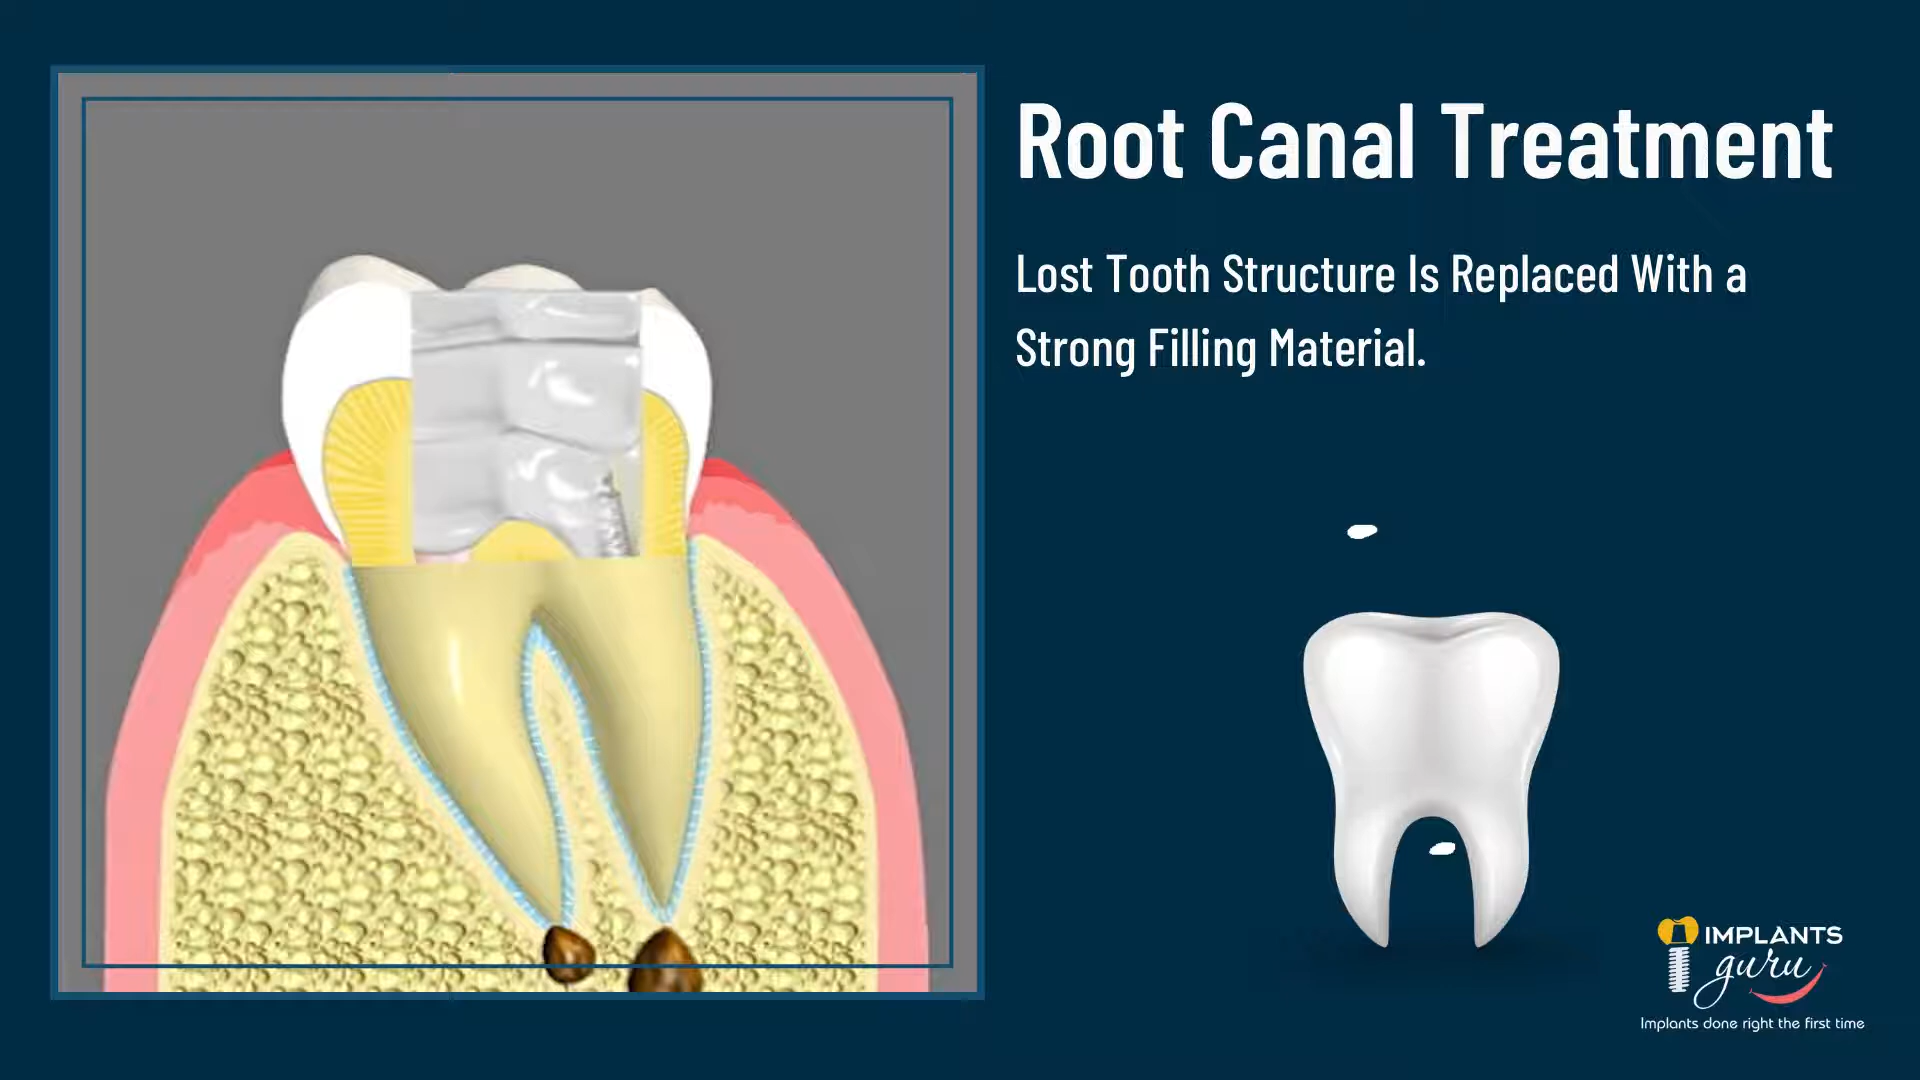 Root Canal Treatment
Lost Tooth Structure Is Replaced With a
Strong Filling Material.
IMPLANTS
guru
Implants done right the first time